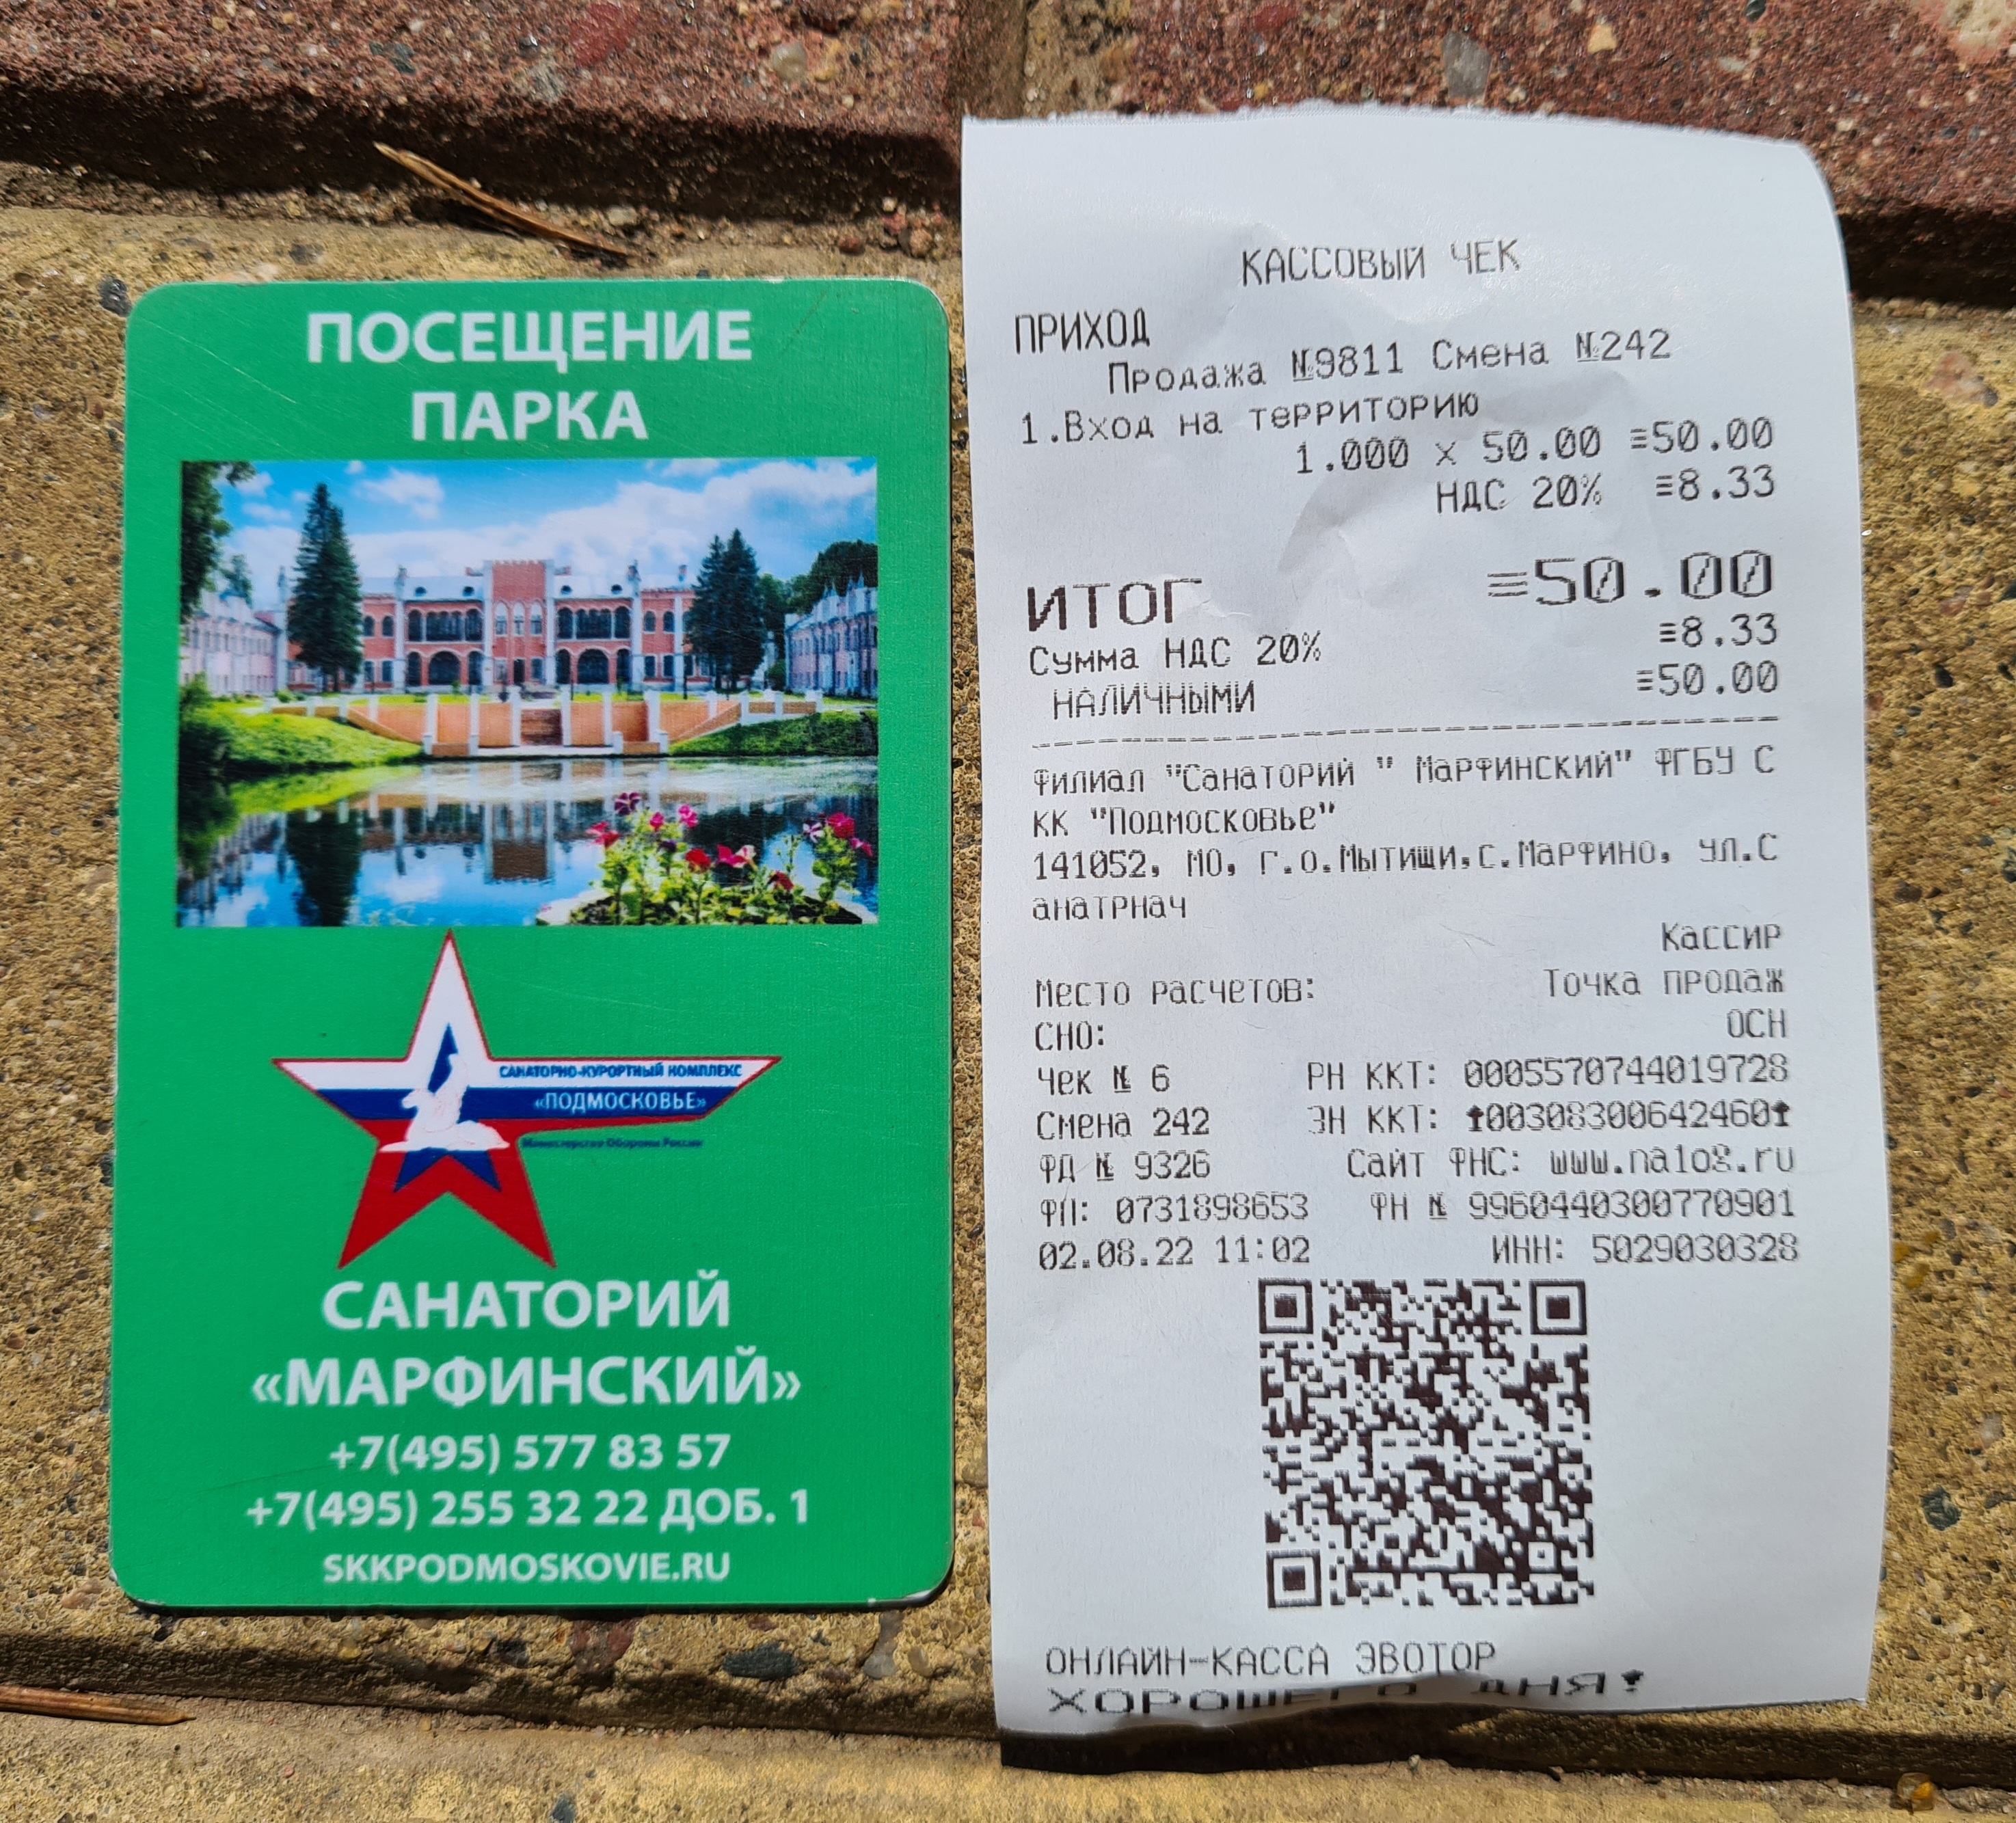 ПОСЕЩЕНИЕ
ПАРКА
САНАТОРНО-КУРОРТНЫЙ КОМПЛЕКС
«ПОДМОСКОВЬЕ»
Министерство Обороны России
САНАТОРИЙ
«МАРФИНСКИЙ»
+7(495) 577 83 57
+7(495) 255 32 22 ДОБ. 1
SKKPODMOSKOVIE.RU
КАССОВЫЙ ЧЕК
ПРИХОД
Продажа №9811 Смена №242
1.Вход на территорию
1.000 x 50.00 ≡50.00
НДС 20% ≡8.33
ИТОГ ≡50.00
Сумма НДС 20% ≡8.33
НАЛИЧНЫМИ ≡50.00
Филиал "Санаторий " Марфинский" ФГБУ С
КК "Подмосковье"
141052, МО, г.о.Мытищи,с.Марфино, ул.С
анатрнач
Кассир
Место расчетов: Точка продаж
СНО: ОСН
Чек № 6 РН ККТ: 0005570744019728
Смена 242 ЗН ККТ: 00308300642460
ФД № 9326 Сайт ФНС: www.nalog.ru
ФП: 0731898653 ФН № 9960440300770901
02.08.22 11:02 ИНН: 5029030328
ОНЛАЙН-КАССА ЭВОТОР
ХОРОШЕГО ДНЯ!